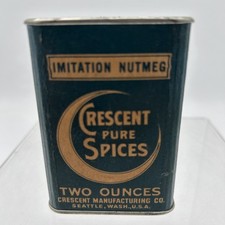 IMITATION NUTMEG
CRESCENT
PURE
SPICES
TWO OUNCES
CRESCENT MANUFACTURING CO.
SEATTLE, WASH., U.S.A.